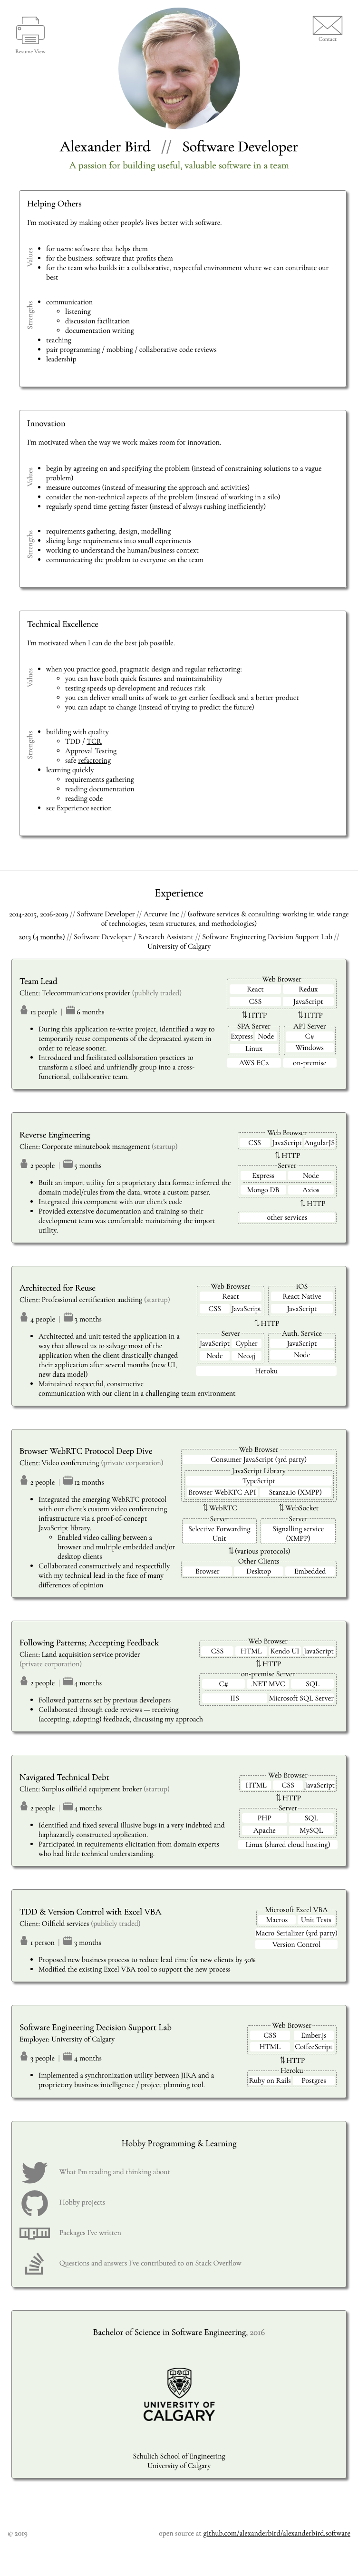 Resume View
Contact
Alexander Bird // Software Developer
A passion for building useful, valuable software in a team
Helping Others
I'm motivated by making other people's lives better with software.
Values
for users: software that helps them
for the business: software that profits them
for the team who builds it: a collaborative, respectful environment where we can contribute our
best
Strengths
communication
listening
discussion facilitation
documentation writing
teaching
pair programming / mobbing / collaborative code reviews
leadership
Innovation
I'm motivated when the way we work makes room for innovation.
Values
begin by agreeing on and specifying the problem (instead of constraining solutions to a vague
problem)
measure outcomes (instead of measuring the approach and activities)
consider the non-technical aspects of the problem (instead of working in a silo)
regularly spend time getting faster (instead of always rushing inefficiently)
Strengths
requirements gathering, design, modelling
slicing large requirements into small experiments
working to understand the human/business context
communicating the problem to everyone on the team
Technical Excellence
I'm motivated when I can do the best job possible.
Values
when you practice good, pragmatic design and regular refactoring:
you can have both quick features and maintainability
testing speeds up development and reduces risk
you can deliver small units of work to get earlier feedback and a better product
you can adapt to change (instead of trying to predict the future)
Strengths
building with quality
TDD / TCR
Approval Testing
safe refactoring
learning quickly
requirements gathering
reading documentation
reading code
see Experience section
Experience
2014-2015, 2016-2019 // Software Developer // Arcurve Inc // (software services & consulting: working in wide range
of technologies, team structures, and methodologies)
2013 (4 months) // Software Developer / Research Assistant // Software Engineering Decision Support Lab //
University of Calgary
Team Lead
Client: Telecommunications provider (publicly traded)
12 people | 6 months
During this application re-write project, identified a way to
temporarily reuse components of the depracated system in
order to release sooner.
Introduced and facilitated collaboration practices to
transform a siloed and unfriendly group into a cross-
functional, collaborative team.
Web Browser
React Redux
CSS JavaScript
⇅ HTTP ⇅ HTTP
SPA Server API Server
Express Node C#
Linux Windows
AWS EC2 on-premise
Reverse Engineering
Client: Corporate minutebook management (startup)
2 people | 5 months
Built an import utility for a proprietary data format: inferred the
domain model/rules from the data, wrote a custom parser.
Integrated this component with our client's code
Provided extensive documentation and training so their
development team was comfortable maintaining the import
utility.
Web Browser
CSS JavaScript AngularJS
⇅ HTTP
Server
Express Node
Mongo DB Axios
⇅ HTTP
other services
Architected for Reuse
Client: Professional certification auditing (startup)
4 people | 3 months
Architected and unit tested the application in a
way that allowed us to salvage most of the
application when the client drastically changed
their application after several months (new UI,
new data model)
Maintained respectful, constructive
communication with our client in a challenging team environment
Web Browser iOS
React React Native
CSS JavaScript JavaScript
⇅ HTTP
Server Auth. Service
JavaScript Cypher JavaScript
Node Neo4j Node
Heroku
Browser WebRTC Protocol Deep Dive
Client: Video conferencing (private corporation)
2 people | 12 months
Integrated the emerging WebRTC protocol
with our client's custom video conferencing
infrastructure via a proof-of-concept
JavaScript library.
Enabled video calling between a
browser and multiple embedded and/or
desktop clients
Collaborated constructively and respectfully
with my technical lead in the face of many
differences of opinion
Web Browser
Consumer JavaScript (3rd party)
JavaScript Library
TypeScript
Browser WebRTC API Stanza.io (XMPP)
⇅ WebRTC ⇅ WebSocket
Server Server
Selective Forwarding Signalling service
Unit (XMPP)
⇅ (various protocols)
Other Clients
Browser Desktop Embedded
Following Patterns; Accepting Feedback
Client: Land acquisition service provider
(private corporation)
2 people | 4 months
Followed patterns set by previous developers
Collaborated through code reviews — receiving
(accepting, adopting) feedback, discussing my approach
Web Browser
CSS HTML Kendo UI JavaScript
⇅ HTTP
on-premise Server
C# .NET MVC SQL
IIS Microsoft SQL Server
Navigated Technical Debt
Client: Surplus oilfield equipment broker (startup)
2 people | 4 months
Identified and fixed several illusive bugs in a very indebted and
haphazardly constructed application.
Participated in requirements elicitation from domain experts
who had little technical understanding.
Web Browser
HTML CSS JavaScript
⇅ HTTP
Server
PHP SQL
Apache MySQL
Linux (shared cloud hosting)
TDD & Version Control with Excel VBA
Client: Oilfield services (publicly traded)
1 person | 3 months
Proposed new business process to reduce lead time for new clients by 50%
Modified the existing Excel VBA tool to support the new process
Microsoft Excel VBA
Macros Unit Tests
Macro Serializer (3rd party)
Version Control
Software Engineering Decision Support Lab
Employer: University of Calgary
3 people | 4 months
Implemented a synchronization utility between JIRA and a
proprietary business intelligence / project planning tool.
Web Browser
CSS Ember.js
HTML CoffeeScript
⇅ HTTP
Heroku
Ruby on Rails Postgres
Hobby Programming & Learning
What I'm reading and thinking about
Hobby projects
npm
Packages I've written
Questions and answers I've contributed to on Stack Overflow
Bachelor of Science in Software Engineering, 2016
UNIVERSITY OF
CALGARY
Schulich School of Engineering
University of Calgary
© 2019
open source at github.com/alexanderbird/alexanderbird.software